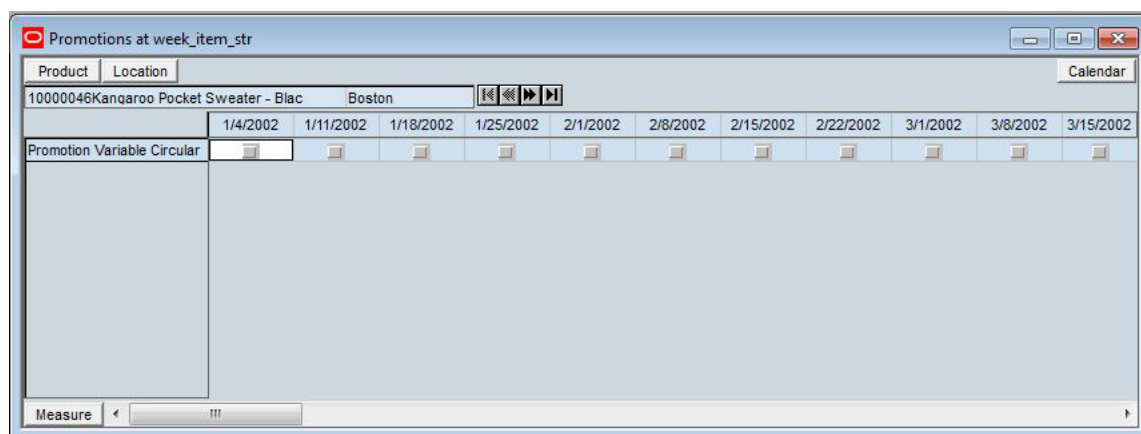 Promotions at week_item_str
Product Location Calendar
10000046Kangaroo Pocket Sweater - Blac Boston
1/4/2002 1/11/2002 1/18/2002 1/25/2002 2/1/2002 2/8/2002 2/15/2002 2/22/2002 3/1/2002 3/8/2002 3/15/2002
Promotion Variable Circular
Measure